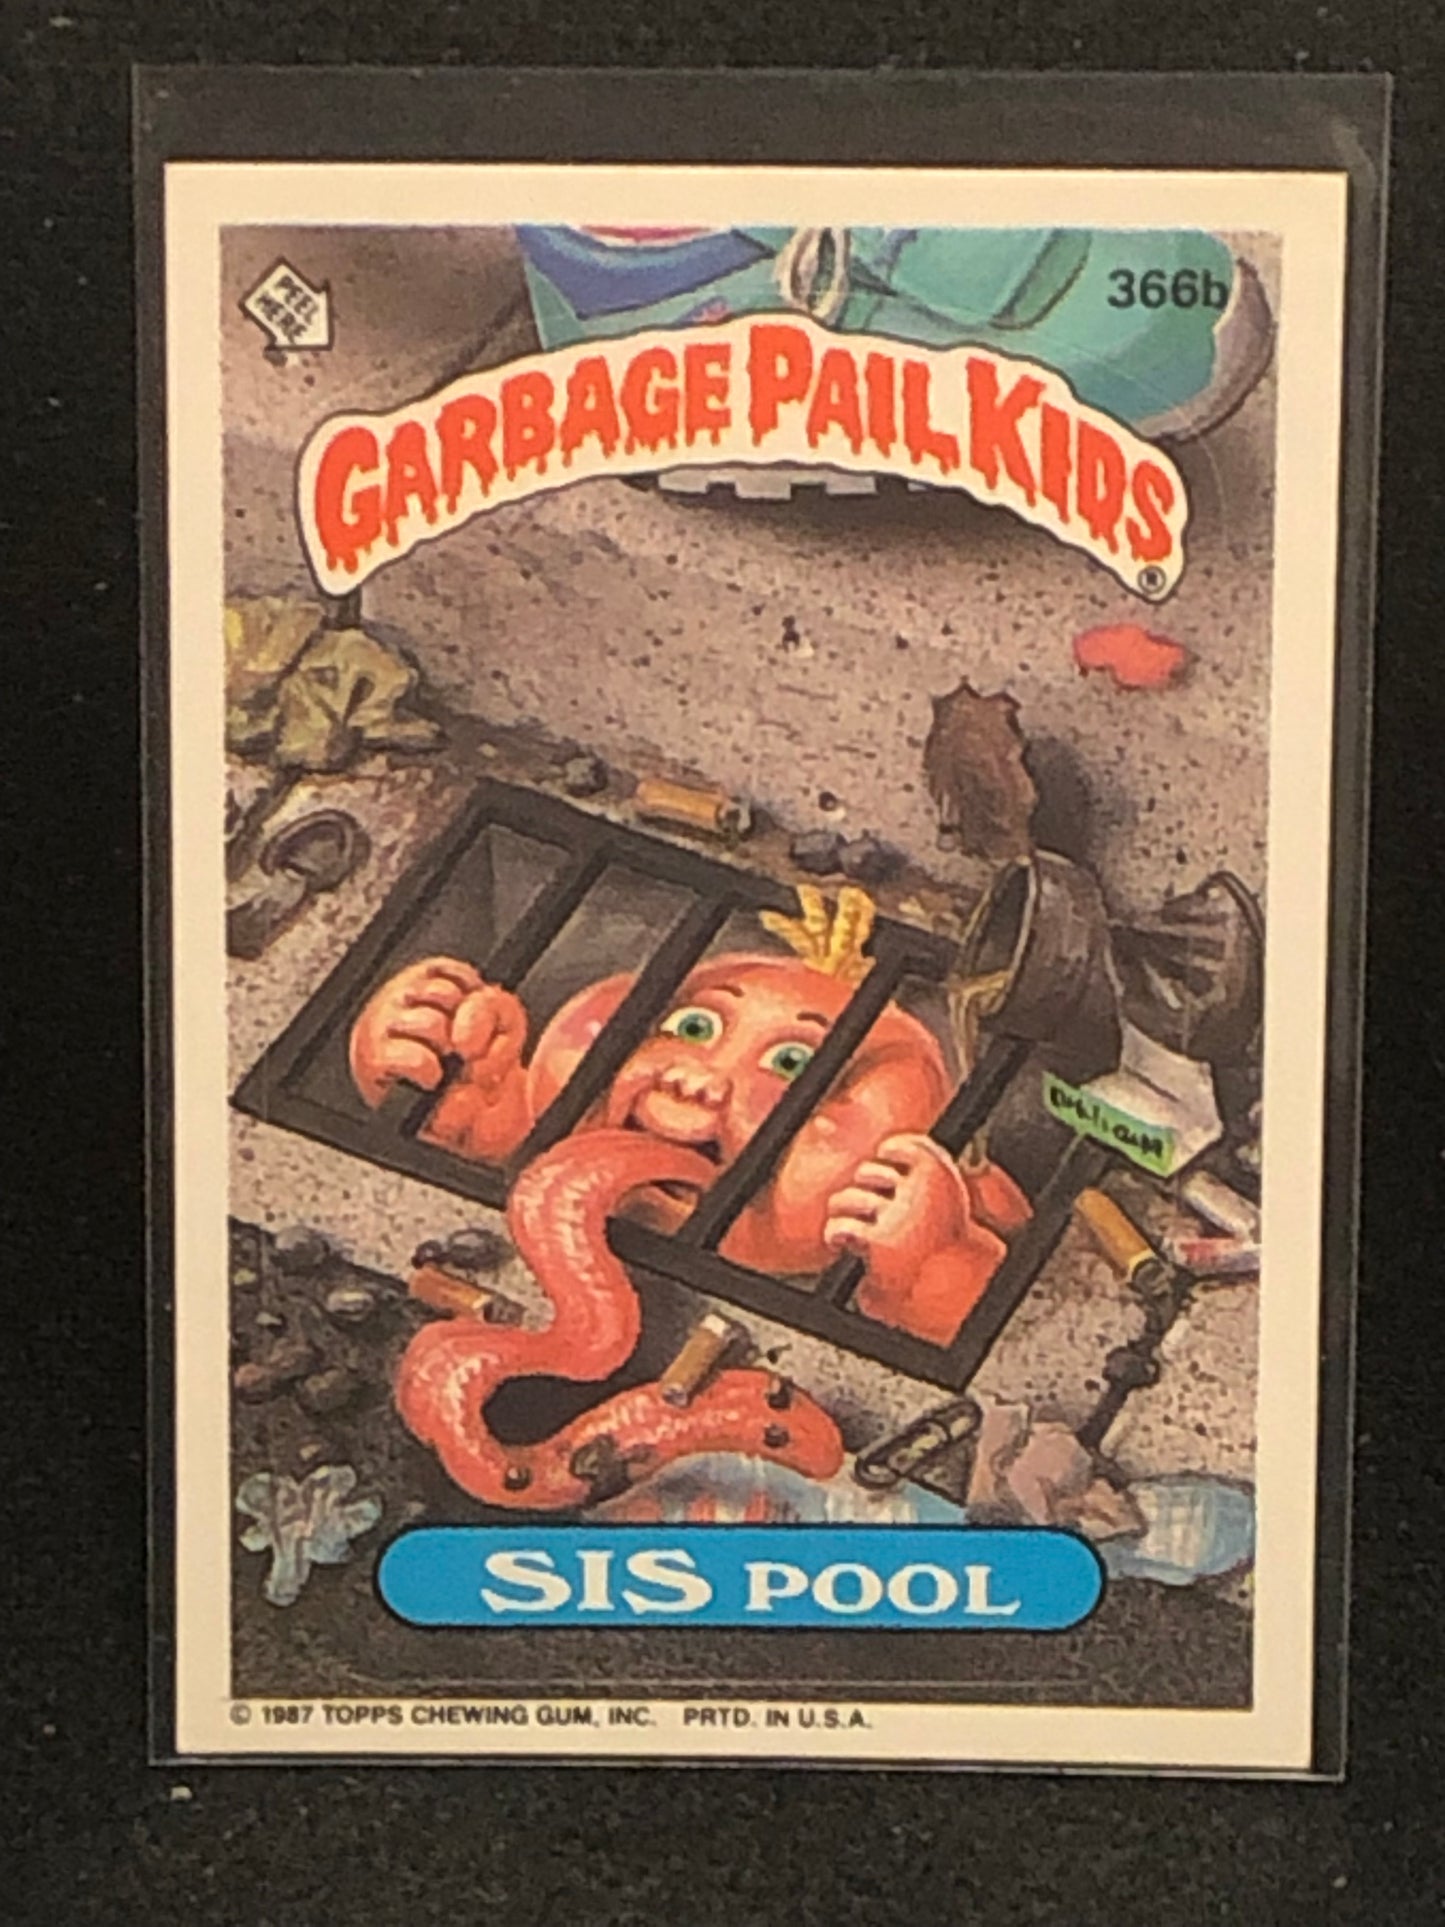 PEEL
HERE
366b
GARBAGE PAIL KIDS
®
SIS POOL
© 1987 TOPPS CHEWING GUM, INC. PRTD. IN U.S.A.